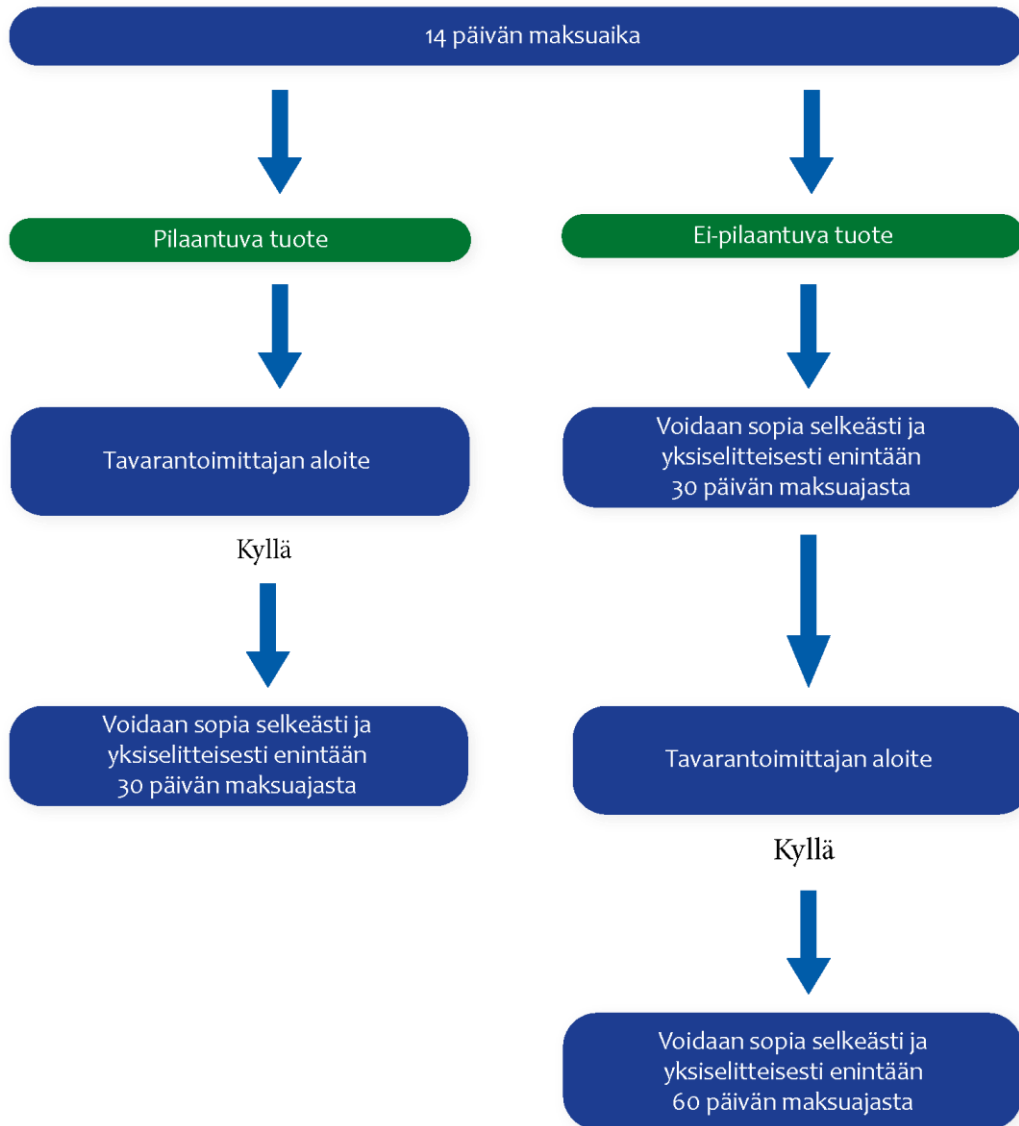 14 päivän maksuaika
Pilaantuva tuote
Ei-pilaantuva tuote
Tavarantoimittajan aloite
Voidaan sopia selkeästi ja
yksiselitteisesti enintään
30 päivän maksuajasta
Kyllä
Voidaan sopia selkeästi ja
yksiselitteisesti enintään
30 päivän maksuajasta
Tavarantoimittajan aloite
Kyllä
Voidaan sopia selkeästi ja
yksiselitteisesti enintään
60 päivän maksuajasta